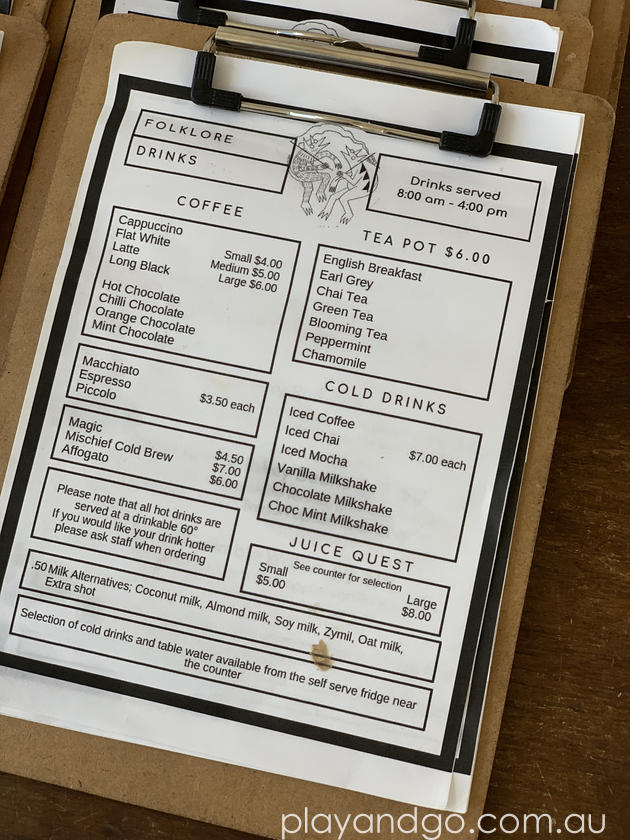 FOLKLORE
DRINKS
Drinks served
8:00 am - 4:00 pm
COFFEE
Cappuccino
Flat White
Latte
Long Black
Small $4.00
Medium $5.00
Large $6.00
Hot Chocolate
Chilli Chocolate
Orange Chocolate
Mint Chocolate
Macchiato
Espresso
Piccolo
$3.50 each
Magic $4.50
Mischief Cold Brew $7.00
Affogato $6.00
Please note that all hot drinks are
served at a drinkable 60°
If you would like your drink hotter
please ask staff when ordering
TEA POT $6.00
English Breakfast
Earl Grey
Chai Tea
Green Tea
Blooming Tea
Peppermint
Chamomile
COLD DRINKS
Iced Coffee
Iced Chai
Iced Mocha
$7.00 each
Vanilla Milkshake
Chocolate Milkshake
Choc Mint Milkshake
JUICE QUEST
See counter for selection
Small Large
$5.00 $8.00
.50 Milk Alternatives; Coconut milk, Almond milk, Soy milk, Zymil, Oat milk,
Extra shot
Selection of cold drinks and table water available from the self serve fridge near
the counter
playandgo.com.au